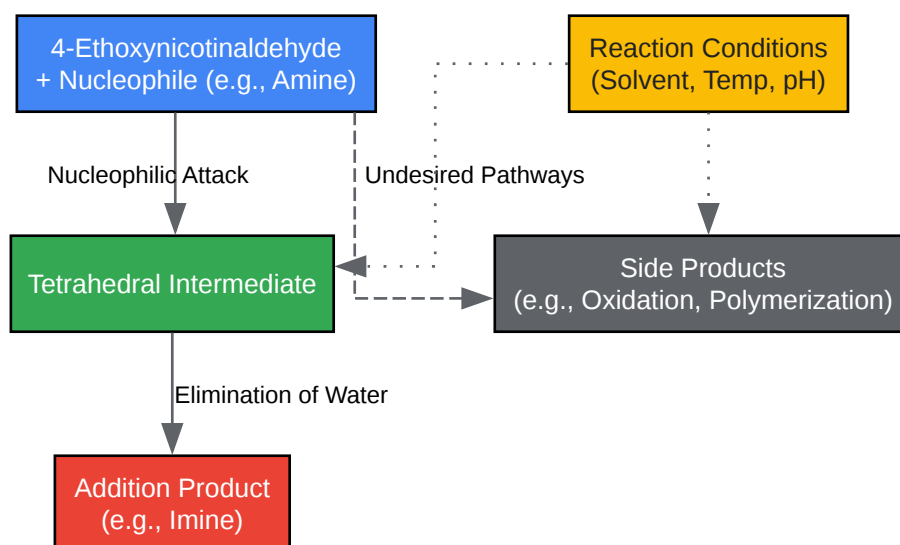 4-Ethoxynicotinaldehyde
+ Nucleophile (e.g., Amine)
Reaction Conditions
(Solvent, Temp, pH)
Nucleophilic Attack
Undesired Pathways
Tetrahedral Intermediate
Side Products
(e.g., Oxidation, Polymerization)
Elimination of Water
Addition Product
(e.g., Imine)